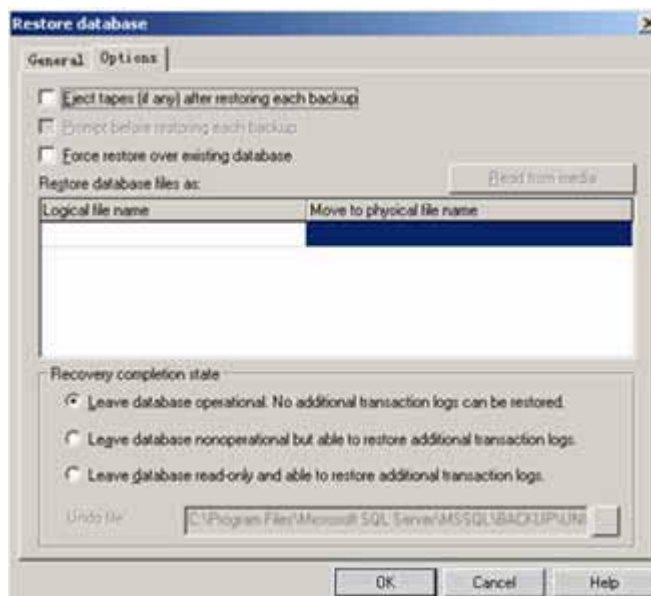 Restore database
General Options
Eject tapes (if any) after restoring each backup
Prompt before restoring each backup
Force restore over existing database
Restore database files as:
Read from media
Logical file name Move to physical file name
Recovery completion state
Leave database operational. No additional transaction logs can be restored.
Leave database nonoperational but able to restore additional transaction logs.
Leave database read-only and able to restore additional transaction logs.
Undo file C:\Program Files\Microsoft SQL Server\MSSQL\BACKUP\UN
...
OK Cancel Help